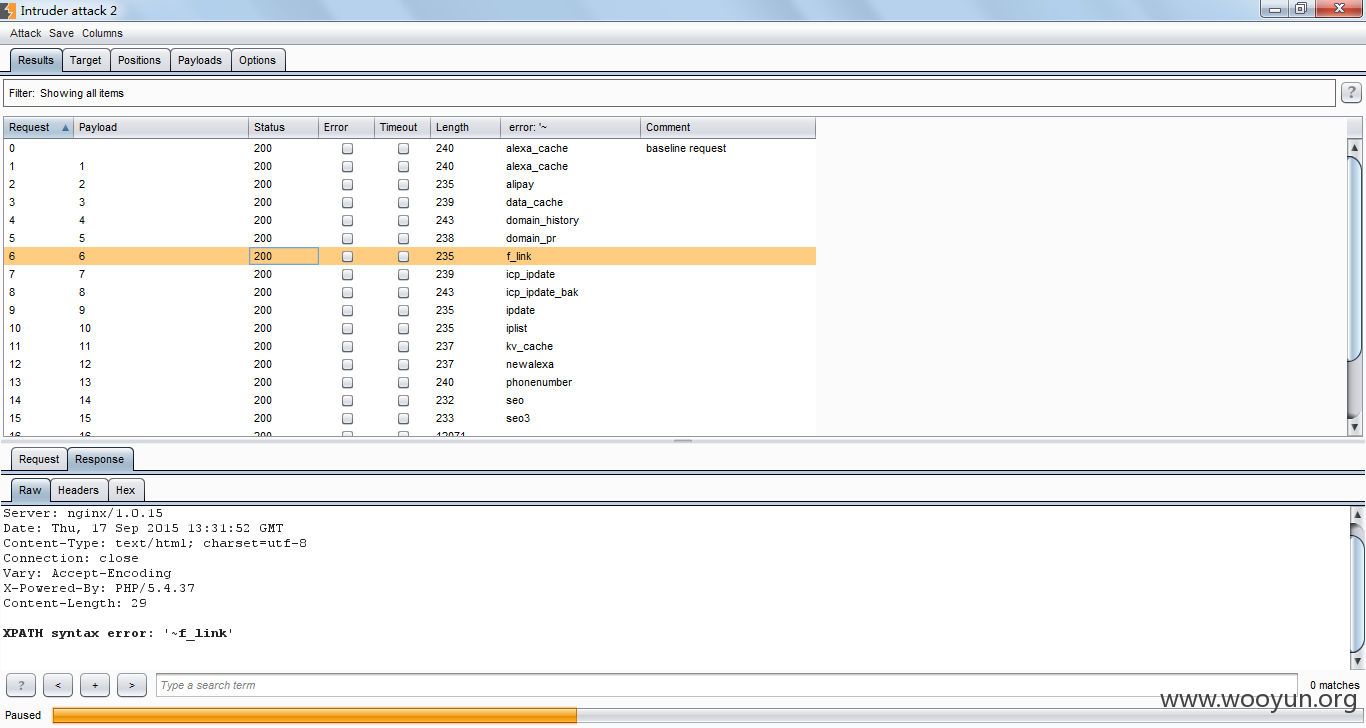 Intruder attack 2
Attack Save Columns
Results Target Positions Payloads Options
Filter: Showing all items ?
Request Payload Status Error Timeout Length error: '~ Comment
0 200 240 alexa_cache baseline request
1 1 200 240 alexa_cache
2 2 200 235 alipay
3 3 200 239 data_cache
4 4 200 243 domain_history
5 5 200 238 domain_pr
6 6 200 235 f_link
7 7 200 239 icp_ipdate
8 8 200 243 icp_ipdate_bak
9 9 200 235 ipdate
10 10 200 235 iplist
11 11 200 237 kv_cache
12 12 200 237 newalexa
13 13 200 240 phonenumber
14 14 200 232 seo
15 15 200 233 seo3
16 16 200 12071
Request Response
Raw Headers Hex
Server: nginx/1.0.15
Date: Thu, 17 Sep 2015 13:31:52 GMT
Content-Type: text/html; charset=utf-8
Connection: close
Vary: Accept-Encoding
X-Powered-By: PHP/5.4.37
Content-Length: 29
XPATH syntax error: '~f_link'
? < + > Type a search term 0 matches
www.wooyun.org
Paused